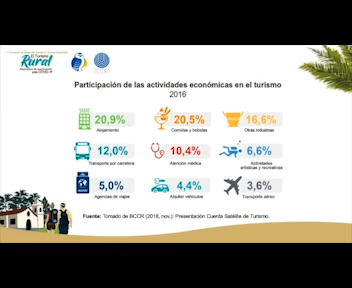 El Turismo
Rural
Participación de las actividades económicas en el turismo
2016
20,9%
Alojamiento
20,5%
Comidas y bebidas
16,6%
Otras industrias
12,0%
Transporte por carretera
10,4%
Atención médica
6,6%
Actividades
artísticas y recreativas
5,0%
Agencias de viajes
4,4%
Alquiler vehículos
3,6%
Transporte aéreo
Fuente: Tomado de BCCR (2018, nov.): Presentación Cuenta Satélite de Turismo.